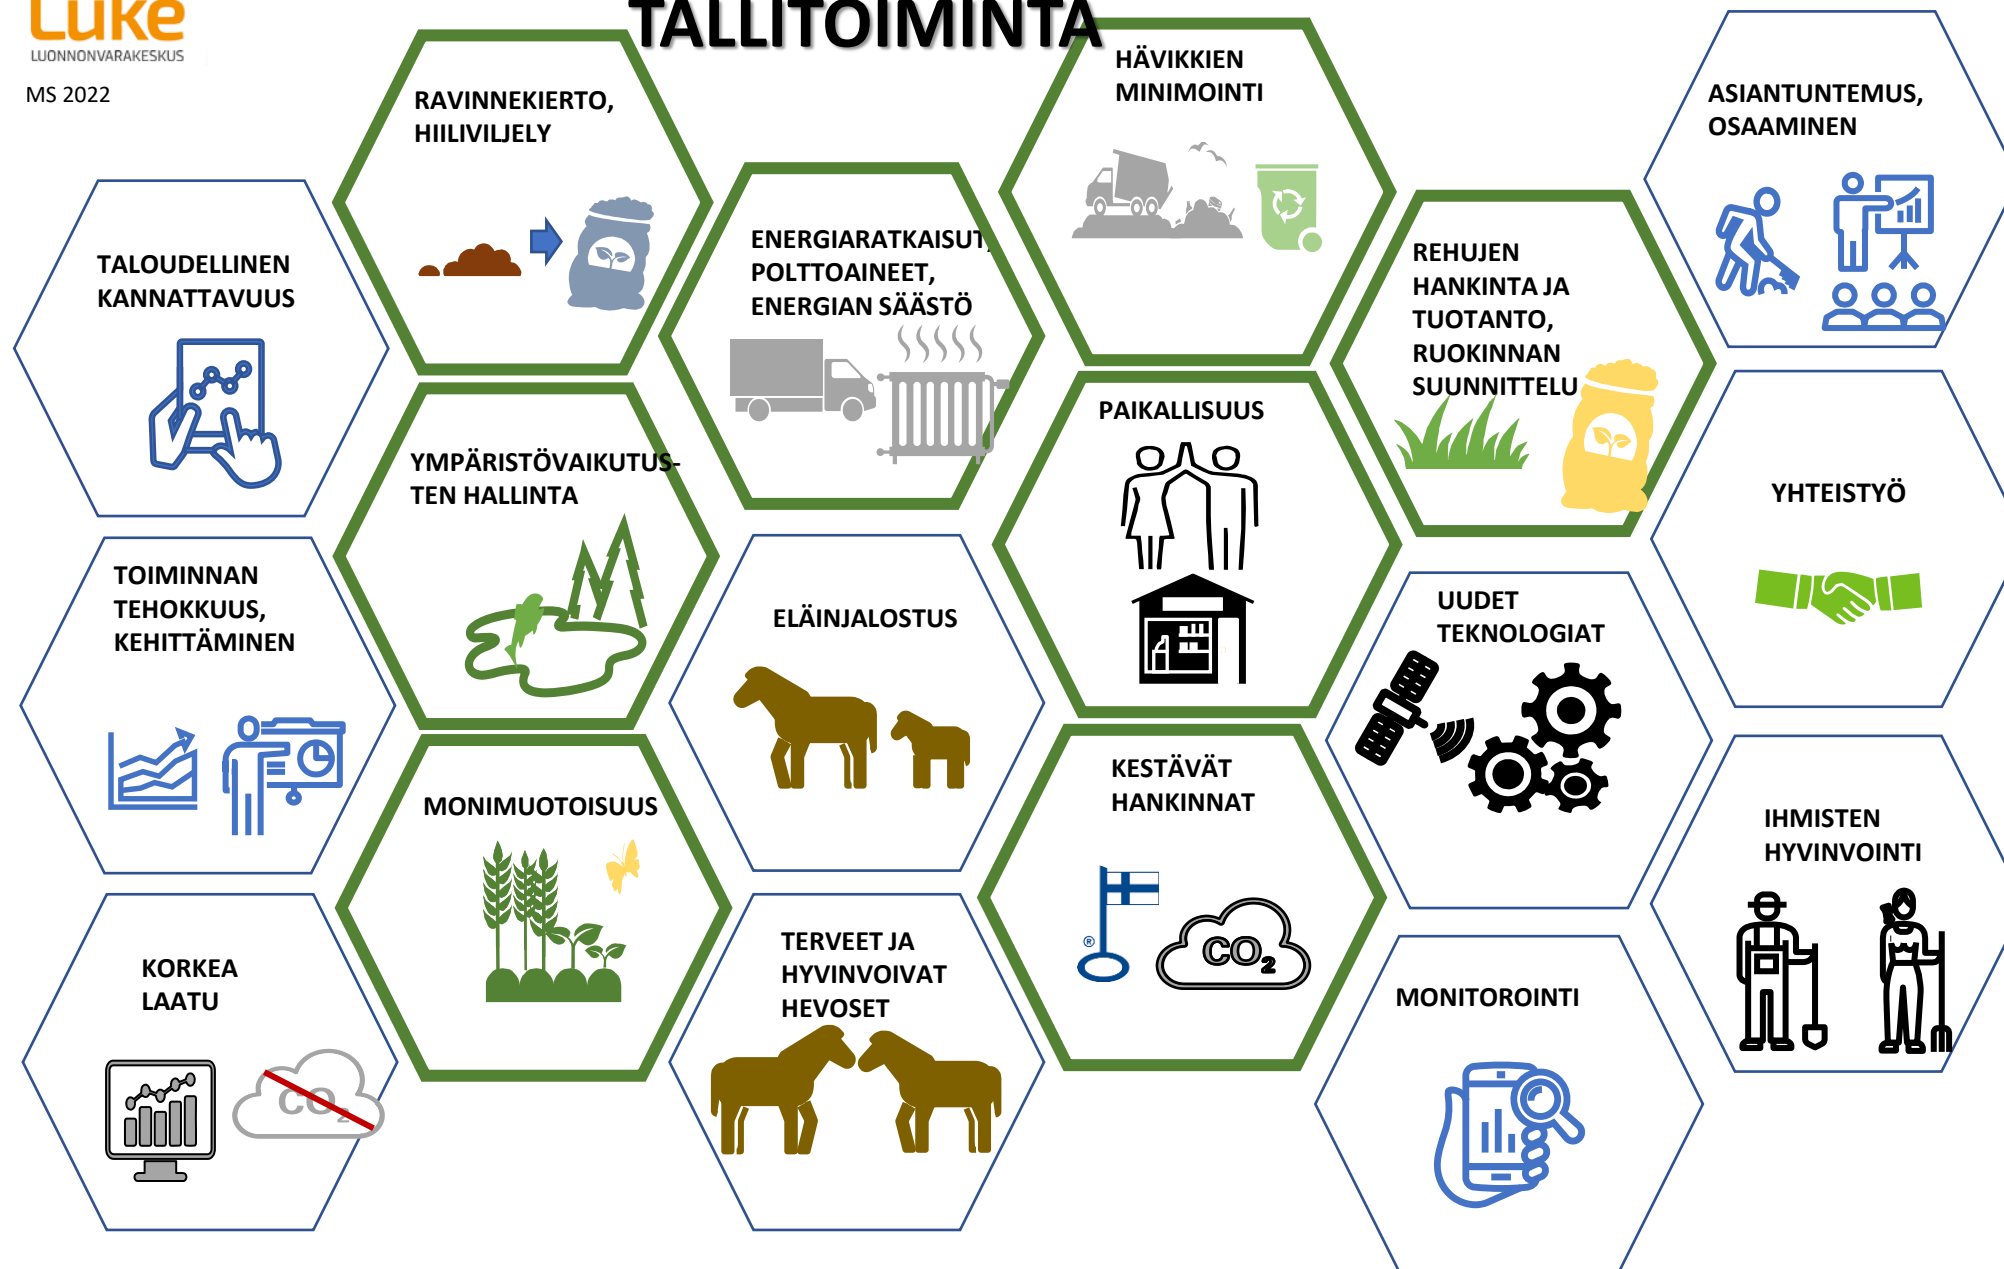 Luke
LUONNONVARAKESKUS
MS 2022
TALLITOIMINTA
RAVINNEKIERTO,
HIILIVILJELY
HÄVIKKIEN
MINIMOINTI
ASIANTUNTEMUS,
OSAAMINEN
TALOUDELLINEN
KANNATTAVUUS
ENERGIARATKAISUT,
POLTTOAINEET,
ENERGIAN SÄÄSTÖ
REHUJEN
HANKINTA JA
TUOTANTO,
RUOKINNAN
SUUNNITTELU
YMPÄRISTÖVAIKUTUS-
TEN HALLINTA
PAIKALLISUUS
YHTEISTYÖ
TOIMINNAN
TEHOKKUUS,
KEHITTÄMINEN
ELÄINJALOSTUS
UUDET
TEKNOLOGIAT
MONIMUOTOISUUS
KESTÄVÄT
HANKINNAT
®
CO2
IHMISTEN
HYVINVOINTI
KORKEA
LAATU
CO2
TERVEET JA
HYVINVOIVAT
HEVOSET
MONITOROINTI